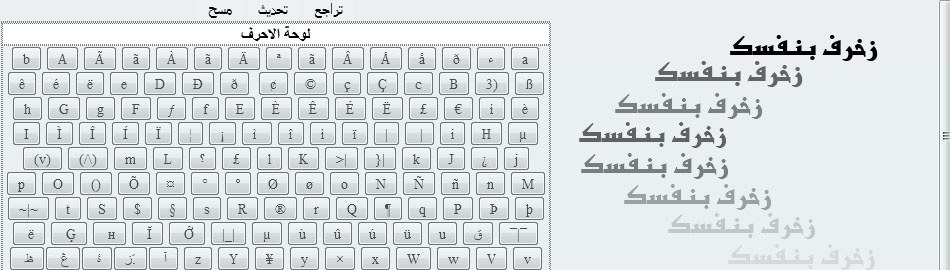 تراجع تحديث مسح
لوحة الاحرف
b A Ã ã À ã Ä ª ã Â Å å ð ء a
ê é ë e D Ð ð ¢ © ç Ç c B 3) ß
h G g F ƒ f E È Ê É Ë £ € i è
I Ì Î Í Ï ¦ ¡ ì î i ï | | i H µ
(v) (/\) m L ؟ £ l K >| }| k J ¿ j
p O () Õ ¤ ° ° Ø ø o N Ñ ñ n M
~|~ t S $ § s R ® r Q ¶ q P Þ þ
ë Ģ н Ï Ở |_| µ ù û ú ü u ¯|¯
z Y ¥ y × x W w V v
زخرف بنفسك
زخرف بنفسك
زخرف بنفسك
زخرف بنفسك
زخرف بنفسك
زخرف بنفسك
زخرف بنفسك
زخرف بنفسك